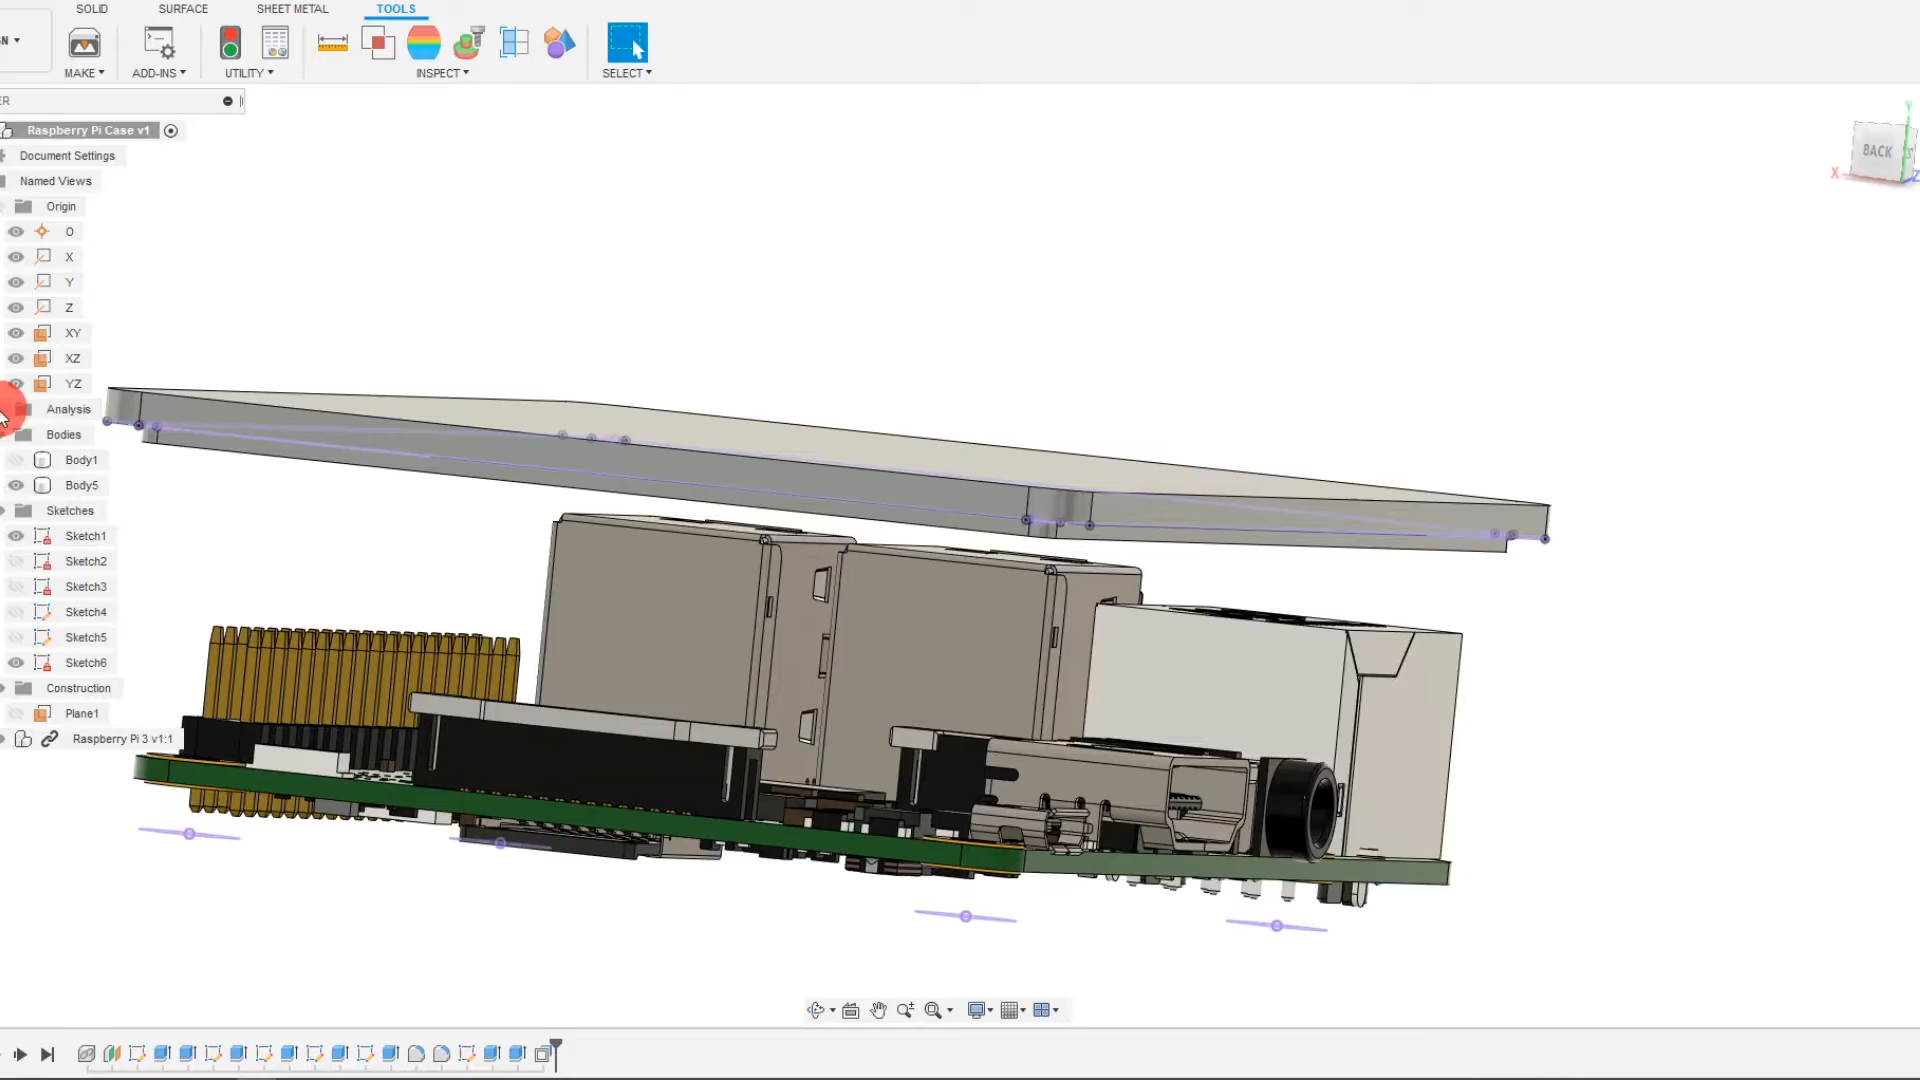 SOLID SURFACE SHEET METAL TOOLS
N
MAKE ADD-INS UTILITY INSPECT SELECT
ER
Raspberry Pi Case v1
Document Settings
Named Views
Origin
O
X
Y
Z
XY
XZ
YZ
Analysis
Bodies
Body1
Body5
Sketches
Sketch1
Sketch2
Sketch3
Sketch4
Sketch5
Sketch6
Construction
Plane1
Raspberry Pi 3 v1:1
Y
BACK
X
Z